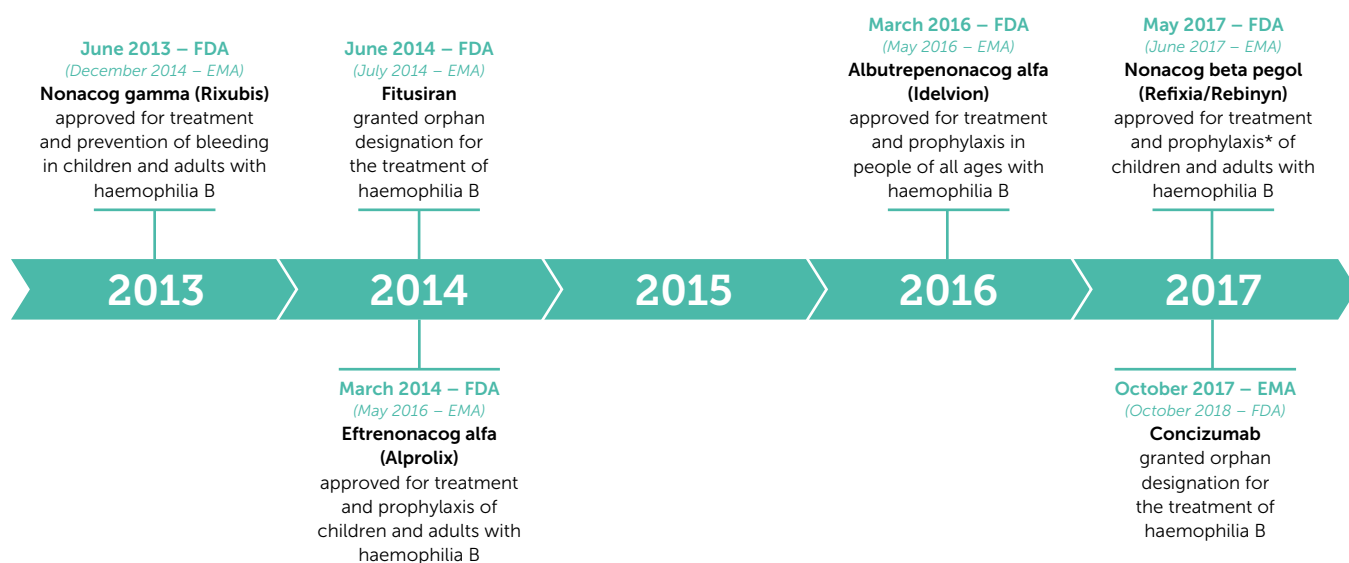 June 2013 – FDA
(December 2014 – EMA)
Nonacog gamma (Rixubis)
approved for treatment
and prevention of bleeding
in children and adults with
haemophilia B
June 2014 – FDA
(July 2014 – EMA)
Fitusiran
granted orphan
designation for
the treatment of
haemophilia B
March 2016 – FDA
(May 2016 – EMA)
Albutrepenonacog alfa
(Idelvion)
approved for treatment
and prophylaxis in
people of all ages with
haemophilia B
May 2017 – FDA
(June 2017 – EMA)
Nonacog beta pegol
(Refixia/Rebinyn)
approved for treatment
and prophylaxis* of
children and adults with
haemophilia B
2013
2014
2015
2016
2017
March 2014 – FDA
(May 2016 – EMA)
Eftrenonacog alfa
(Alprolix)
approved for treatment
and prophylaxis of
children and adults with
haemophilia B
October 2017 – EMA
(October 2018 – FDA)
Concizumab
granted orphan
designation for
the treatment of
haemophilia B